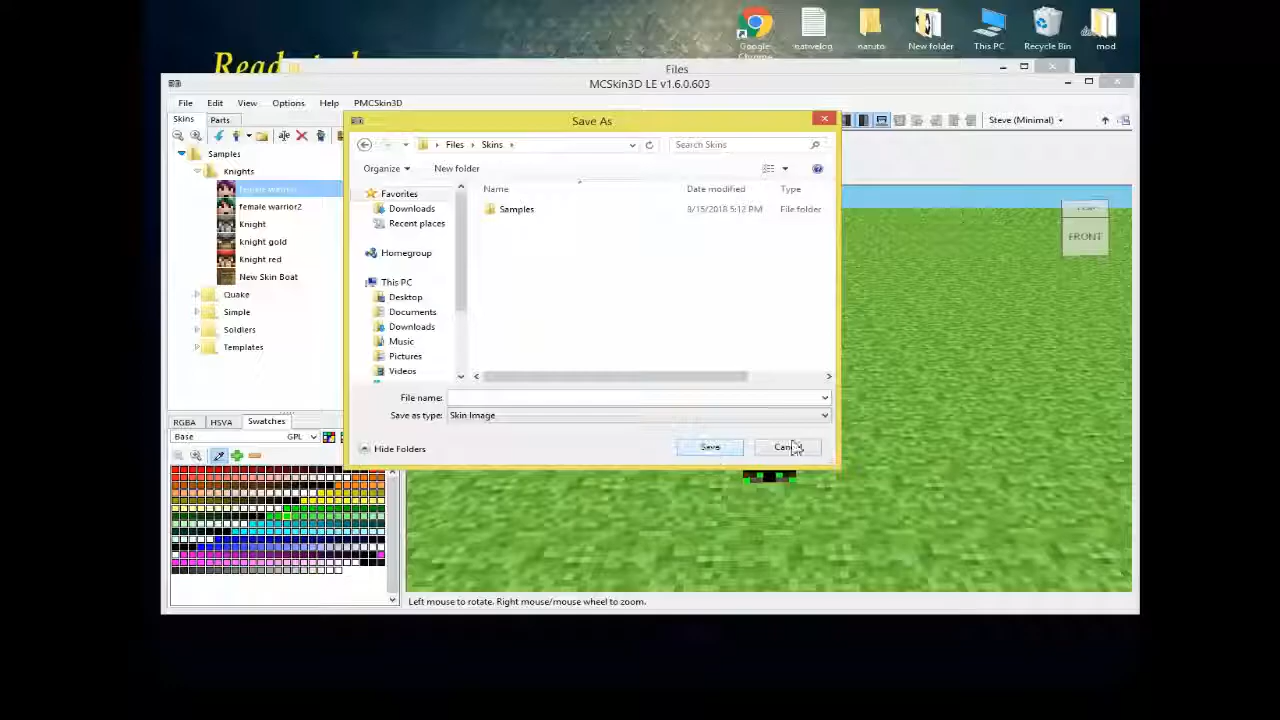 Google Chrome
nativelog
naruto
New folder
This PC
Recycle Bin
mod
Files
MCSkin3D LE v1.6.0.603
File Edit View Options Help PMCSkin3D
Skins Parts
Steve (Minimal)
Save As
Files Skins
Search Skins
Organize New folder
Name Date modified Type
Samples 8/15/2018 5:12 PM File folder
Favorites
Downloads
Recent places
Homegroup
This PC
Desktop
Documents
Downloads
Music
Pictures
Videos
File name:
Save as type: Skin Image
Hide Folders
Save
Samples
Knights
female warrior
female warrior2
Knight
knight gold
Knight red
New Skin Boat
Quake
Simple
Soldiers
Templates
RGBA HSVA Swatches
Base GPL
FRONT
Left mouse to rotate. Right mouse/mouse wheel to zoom.